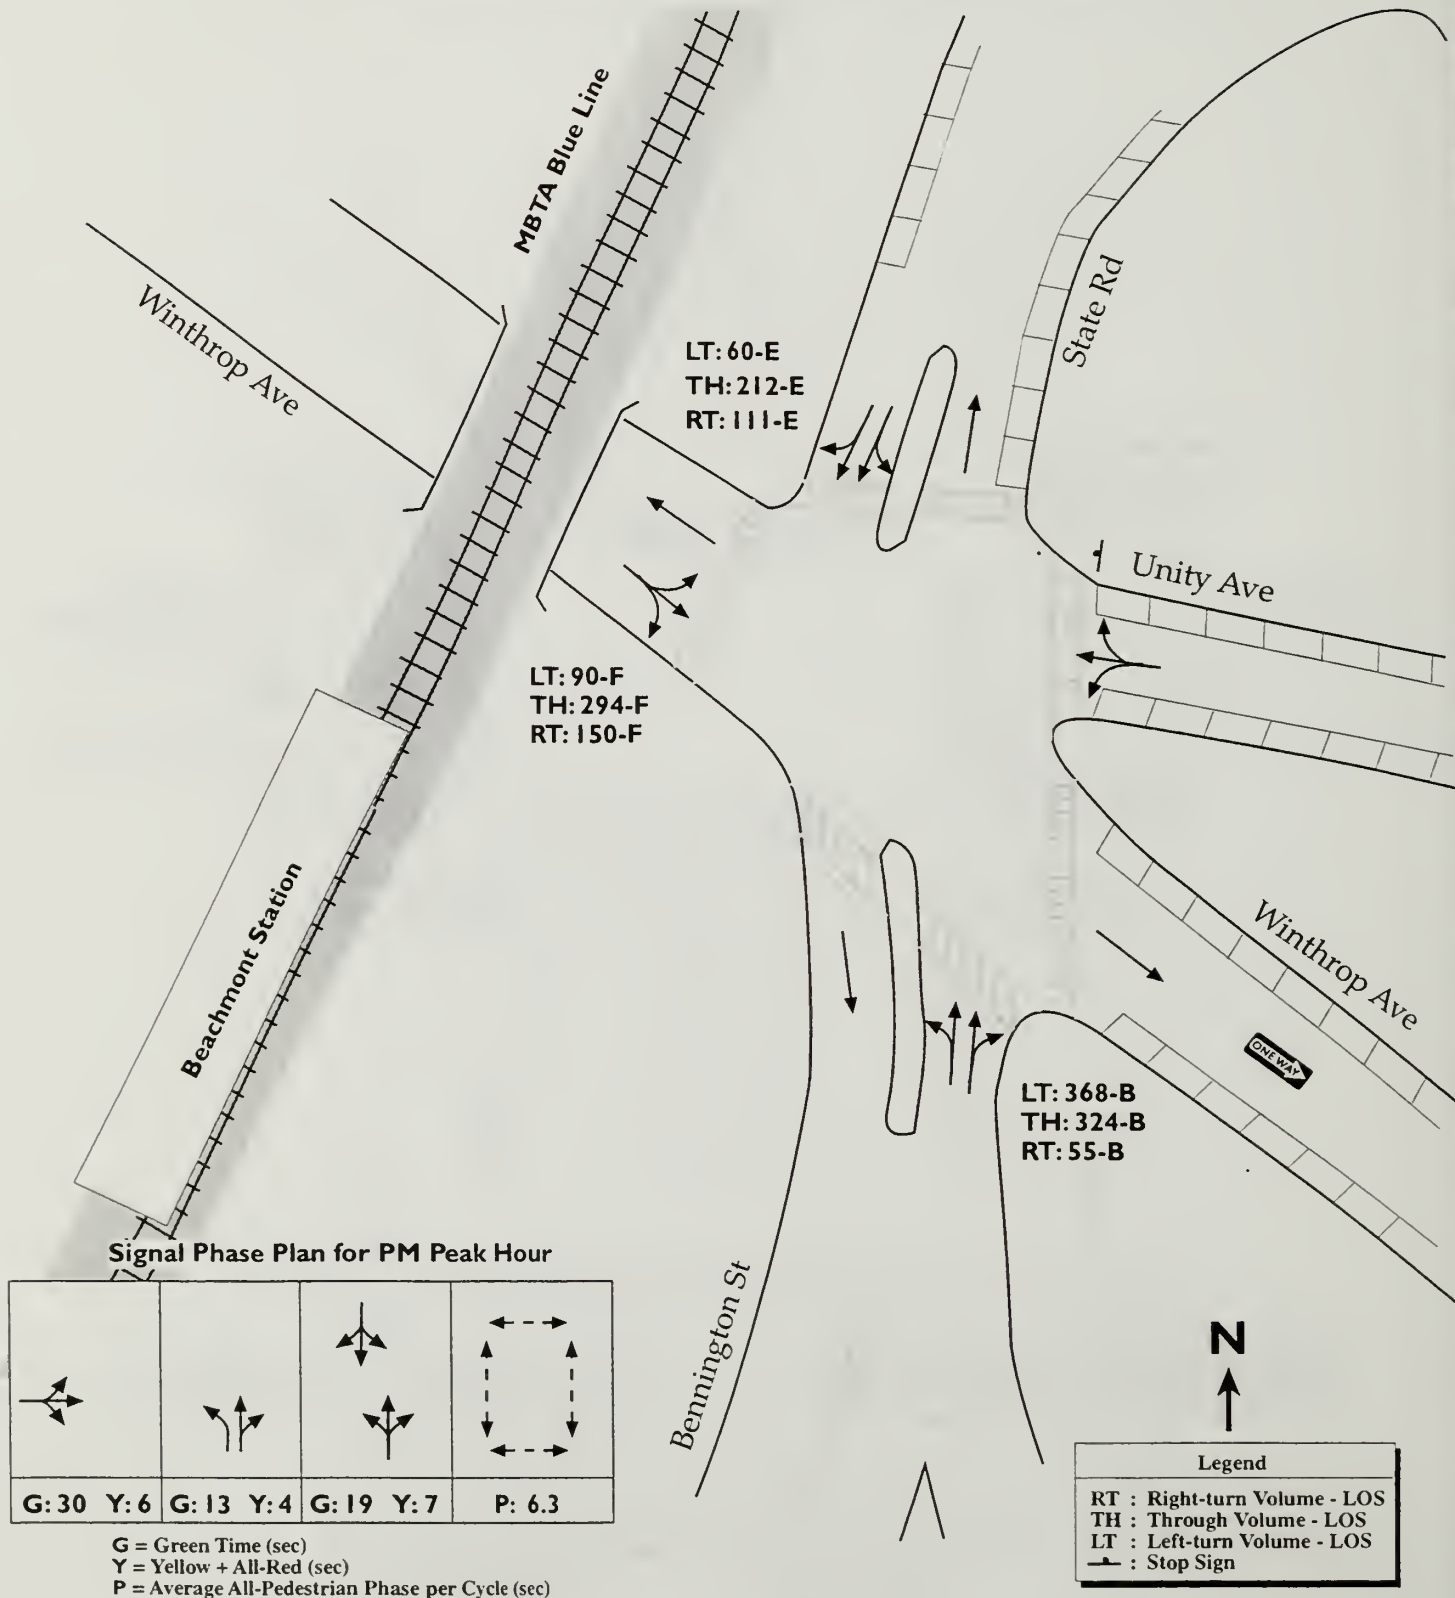 MBTA Blue Line
Winthrop Ave
State Rd
LT: 60-E
TH: 212-E
RT: 111-E
Unity Ave
LT: 90-F
TH: 294-F
RT: 150-F
Beachmont Station
Winthrop Ave
ONE WAY
LT: 368-B
TH: 324-B
RT: 55-B
Signal Phase Plan for PM Peak Hour
G: 30 Y: 6 G: 13 Y: 4 G: 19 Y: 7 P: 6.3
G = Green Time (sec)
Y = Yellow + All-Red (sec)
P = Average All-Pedestrian Phase per Cycle (sec)
Bennington St
N
Legend
RT : Right-turn Volume - LOS
TH : Through Volume - LOS
LT : Left-turn Volume - LOS
: Stop Sign